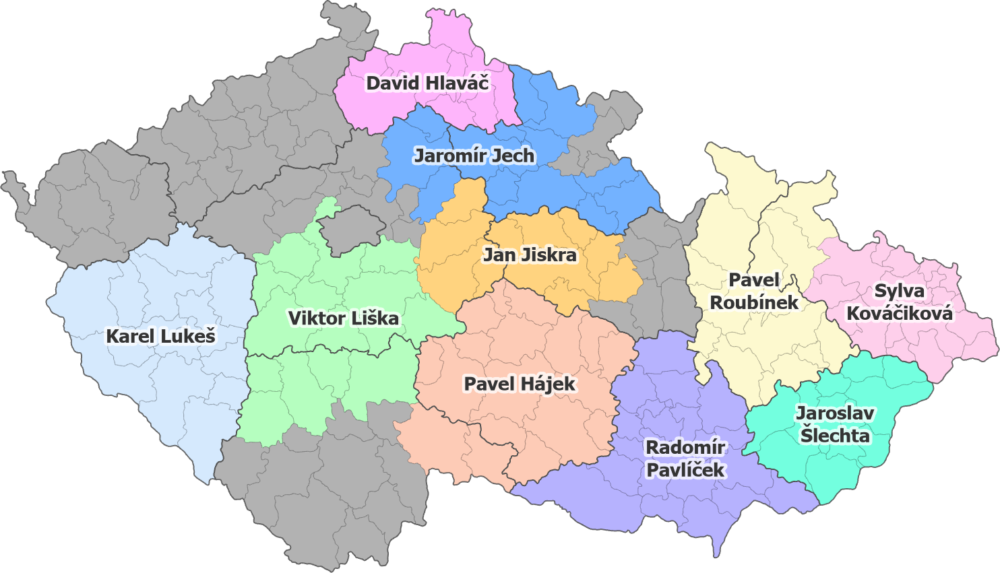 David Hlaváč
Jaromír Jech
Jan Jiskra
Pavel
Roubínek
Sylva
Kováčiková
Viktor Liška
Karel Lukeš
Pavel Hájek
Jaroslav
Šlechta
Radomír
Pavlíček